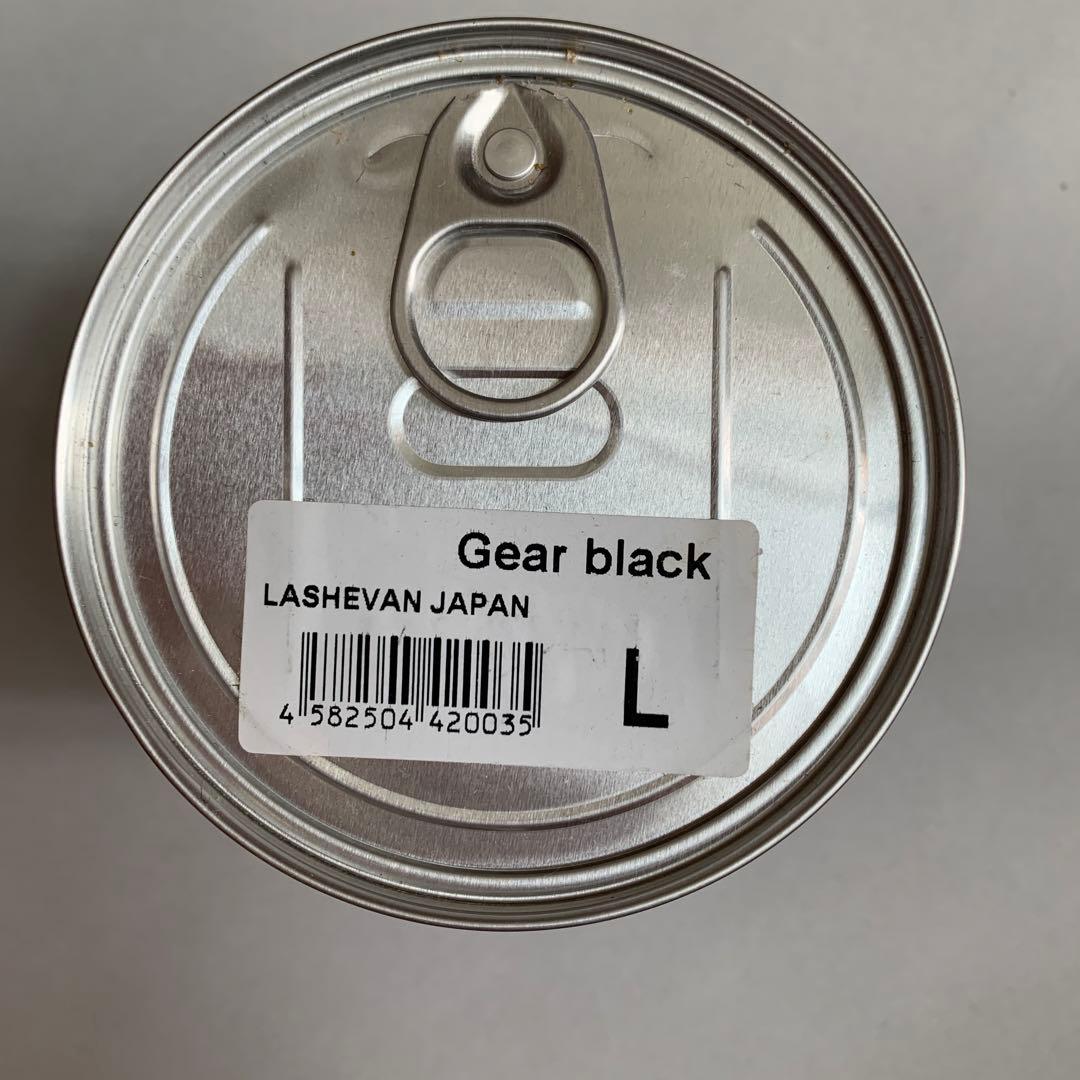 Gear black
LASHEVAN JAPAN
L
4 582504 420035